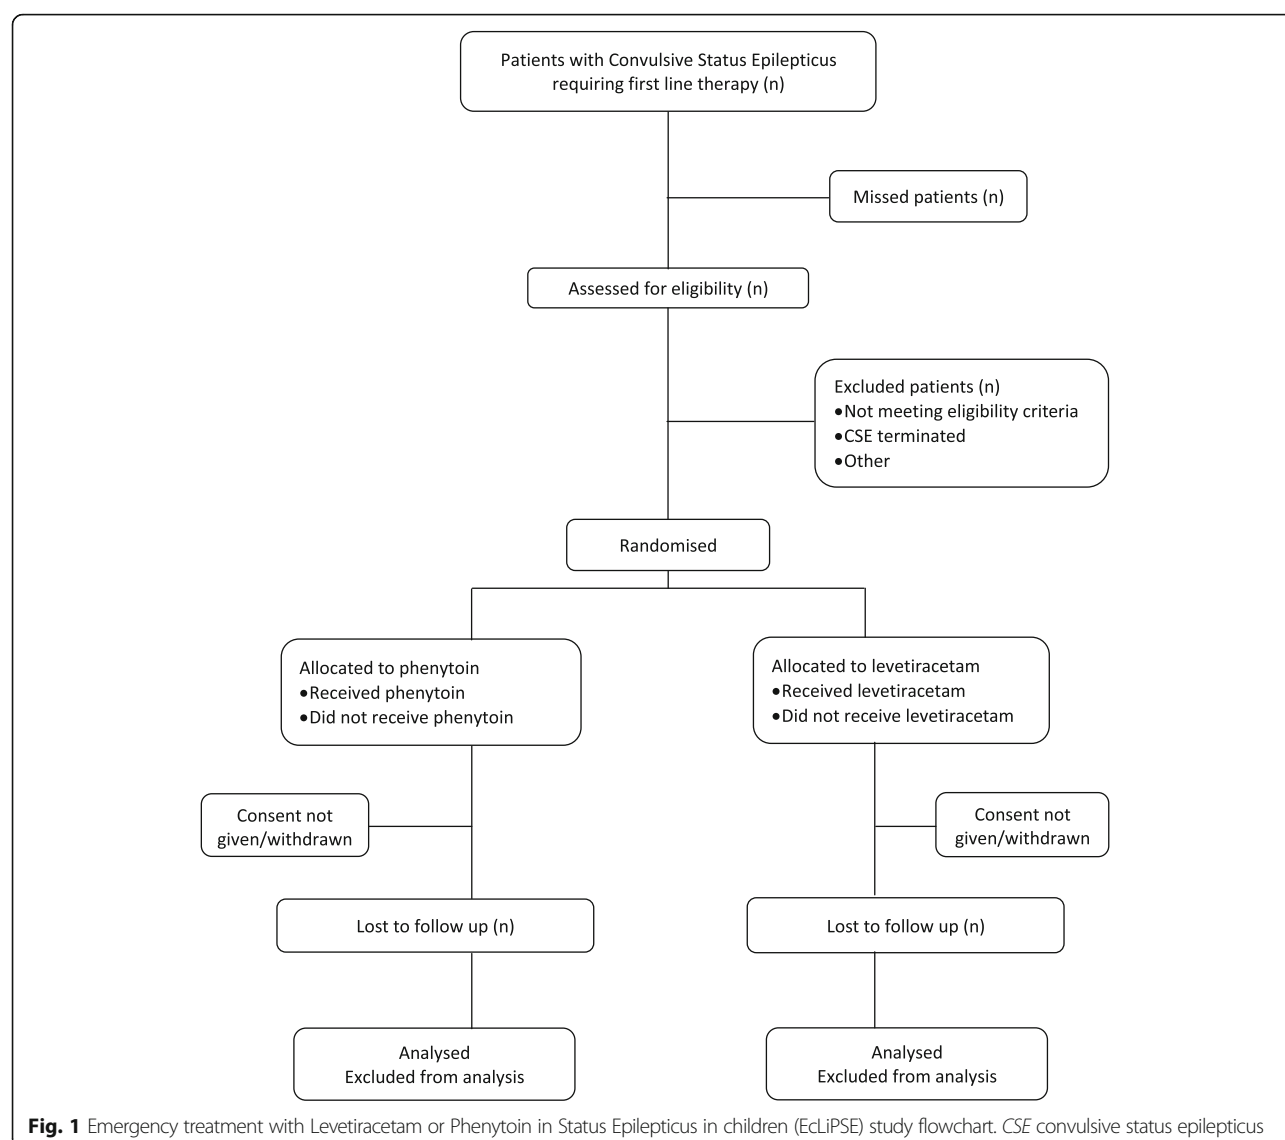 Patients with Convulsive Status Epilepticus
requiring first line therapy (n)
Missed patients (n)
Assessed for eligibility (n)
Excluded patients (n)
•Not meeting eligibility criteria
•CSE terminated
•Other
Randomised
Allocated to phenytoin
•Received phenytoin
•Did not receive phenytoin
Allocated to levetiracetam
•Received levetiracetam
•Did not receive levetiracetam
Consent not
given/withdrawn
Consent not
given/withdrawn
Lost to follow up (n)
Lost to follow up (n)
Analysed
Excluded from analysis
Analysed
Excluded from analysis
Fig. 1 Emergency treatment with Levetiracetam or Phenytoin in Status Epilepticus in children (EcLiPSE) study flowchart. CSE convulsive status epilepticus